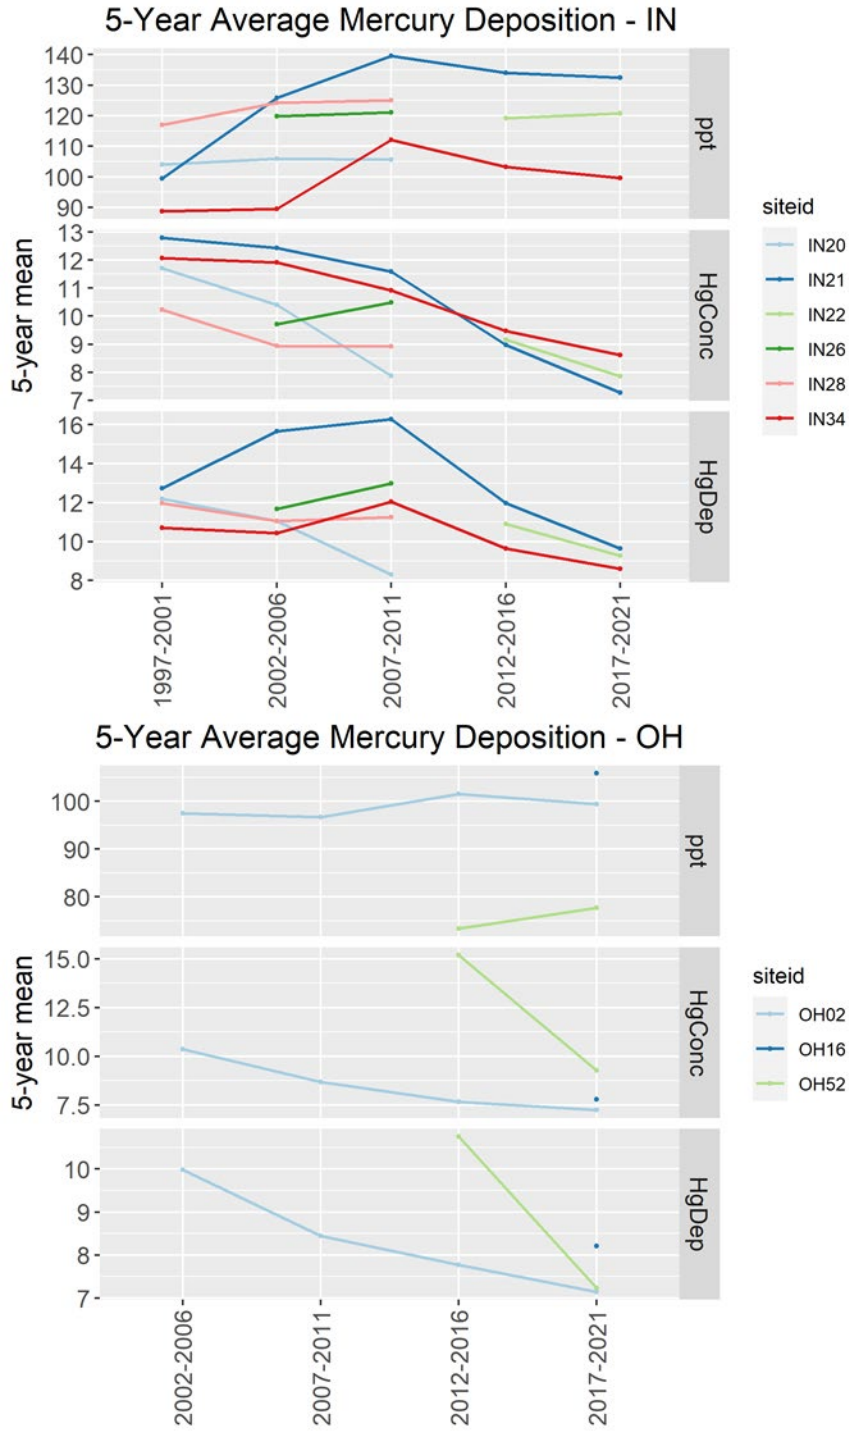 5-Year Average Mercury Deposition - IN
5-year mean
140
130
120
110
100
90
ppt
13
12
11
10
9
8
7
HgConc
16
14
12
10
8
HgDep
1997-2001
2002-2006
2007-2011
2012-2016
2017-2021
siteid
IN20
IN21
IN22
IN26
IN28
IN34
5-Year Average Mercury Deposition - OH
5-year mean
100
90
80
ppt
15.0
12.5
10.0
7.5
HgConc
10
9
8
7
HgDep
2002-2006
2007-2011
2012-2016
2017-2021
siteid
OH02
OH16
OH52